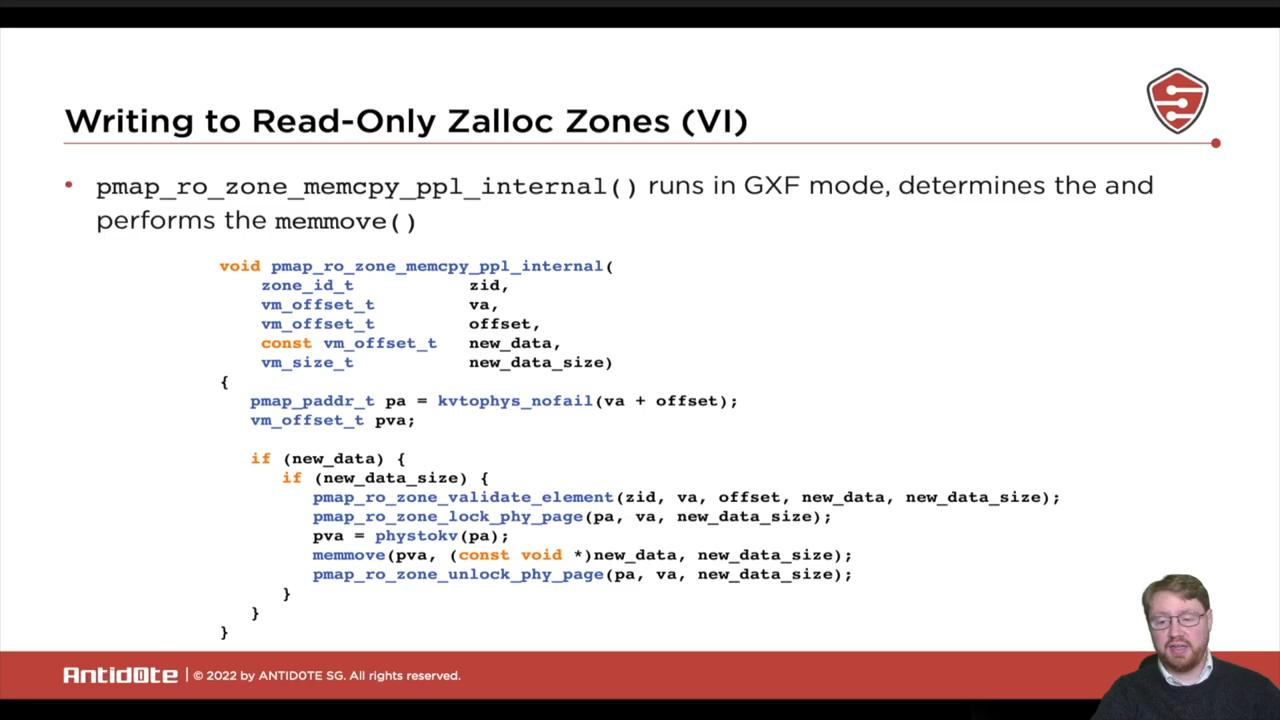 Writing to Read-Only Zalloc Zones (VI)
• pmap_ro_zone_memcpy_ppl_internal() runs in GXF mode, determines the and
performs the memmove()
void pmap_ro_zone_memcpy_ppl_internal(
zone_id_t zid,
vm_offset_t va,
vm_offset_t offset,
const vm_offset_t new_data,
vm_size_t new_data_size)
{
pmap_paddr_t pa = kvtophys_nofail(va + offset);
vm_offset_t pva;
if (new_data) {
if (new_data_size) {
pmap_ro_zone_validate_element(zid, va, offset, new_data, new_data_size);
pmap_ro_zone_lock_phy_page(pa, va, new_data_size);
pva = phystokv(pa);
memmove(pva, (const void *)new_data, new_data_size);
pmap_ro_zone_unlock_phy_page(pa, va, new_data_size);
}
}
}
Antid0te | © 2022 by ANTID0TE SG. All rights reserved.